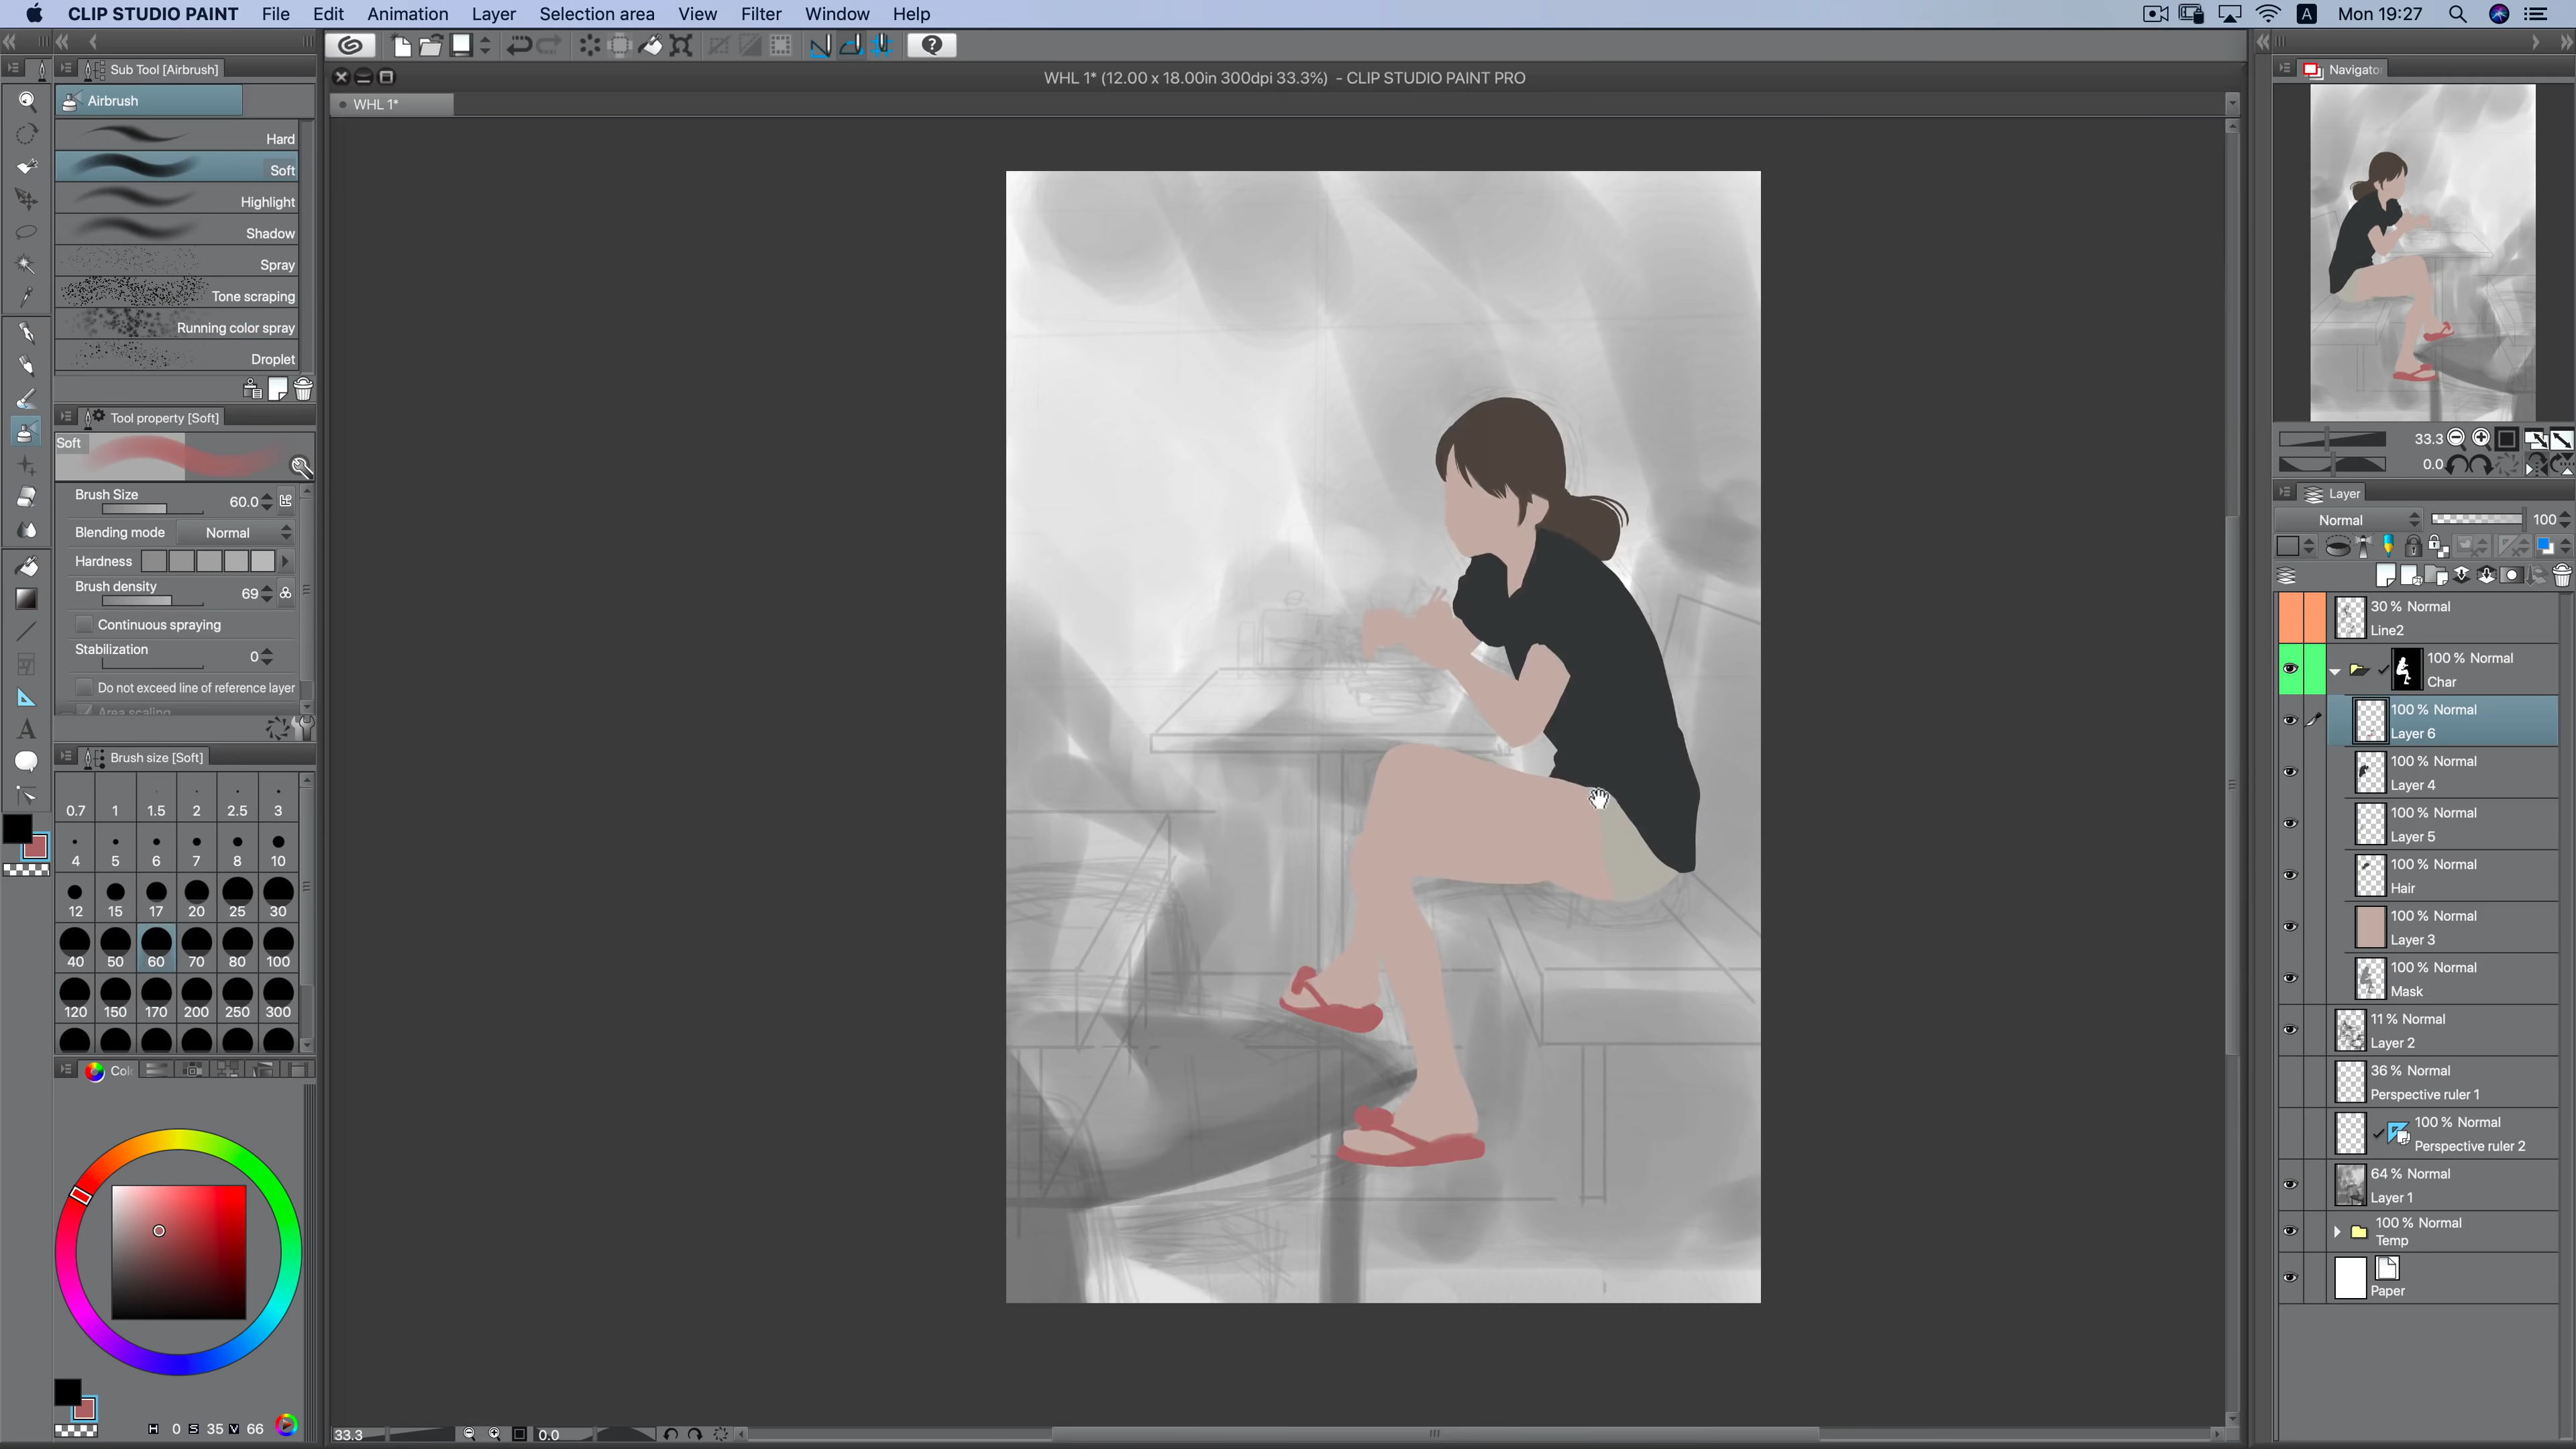 CLIP STUDIO PAINT File Edit Animation Layer Selection area View Filter Window Help
A Mon 19:27
Sub Tool [Airbrush]
Airbrush
Hard
Soft
Highlight
Shadow
Spray
Tone scraping
Running color spray
Droplet
Tool property [Soft]
Soft
Brush Size 60.0
Blending mode Normal
Hardness
Brush density 69
Continuous spraying
Stabilization 0
Do not exceed line of reference layer
Area scaling
Brush size [Soft]
0.7 1 1.5 2 2.5 3
4 5 6 7 8 10
12 15 17 20 25 30
40 50 60 70 80 100
120 150 170 200 250 300
Col
H 0 S 35 V 66
WHL 1* (12.00 x 18.00in 300dpi 33.3%) - CLIP STUDIO PAINT PRO
WHL 1*
33.3 0.0
Navigato
33.3
0.0
Layer
Normal 100
30 % Normal
Line2
100 % Normal
Char
100 % Normal
Layer 6
100 % Normal
Layer 4
100 % Normal
Layer 5
100 % Normal
Hair
100 % Normal
Layer 3
100 % Normal
Mask
11 % Normal
Layer 2
36 % Normal
Perspective ruler 1
100 % Normal
Perspective ruler 2
64 % Normal
Layer 1
100 % Normal
Temp
Paper